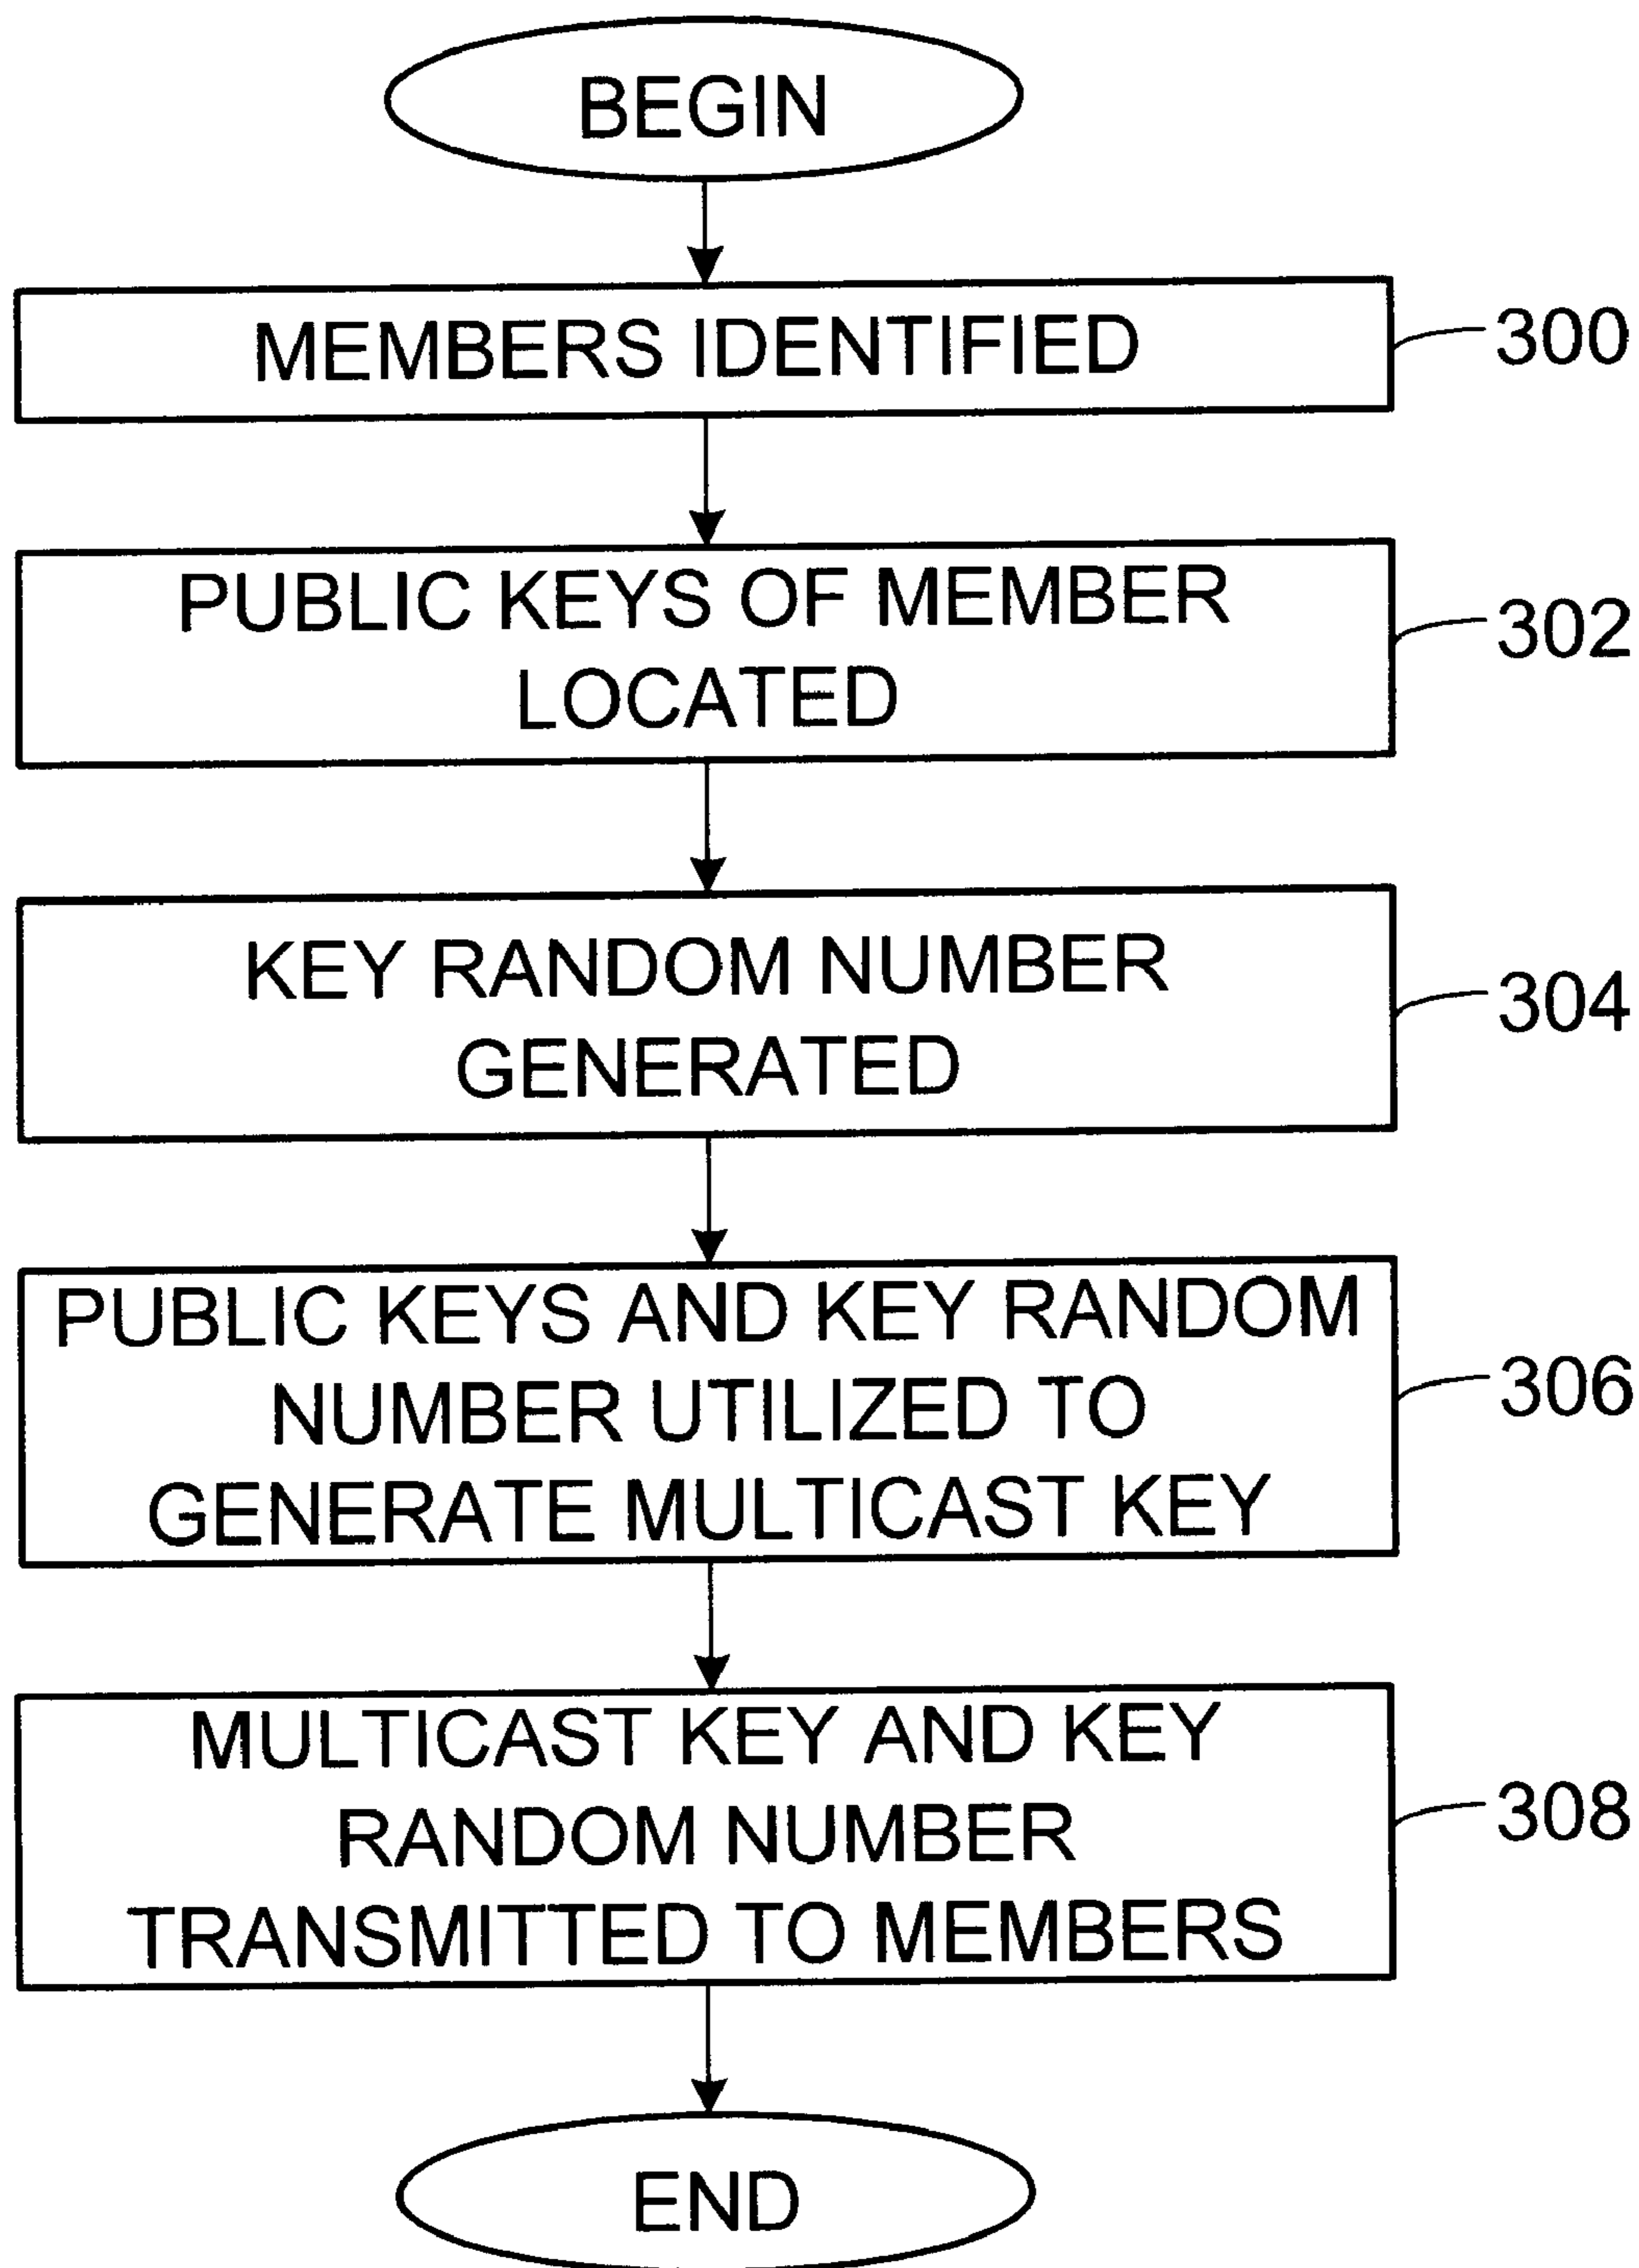 BEGIN
MEMBERS IDENTIFIED
300
PUBLIC KEYS OF MEMBER
LOCATED
302
KEY RANDOM NUMBER
GENERATED
304
PUBLIC KEYS AND KEY RANDOM
NUMBER UTILIZED TO
GENERATE MULTICAST KEY
306
MULTICAST KEY AND KEY
RANDOM NUMBER
TRANSMITTED TO MEMBERS
308
END